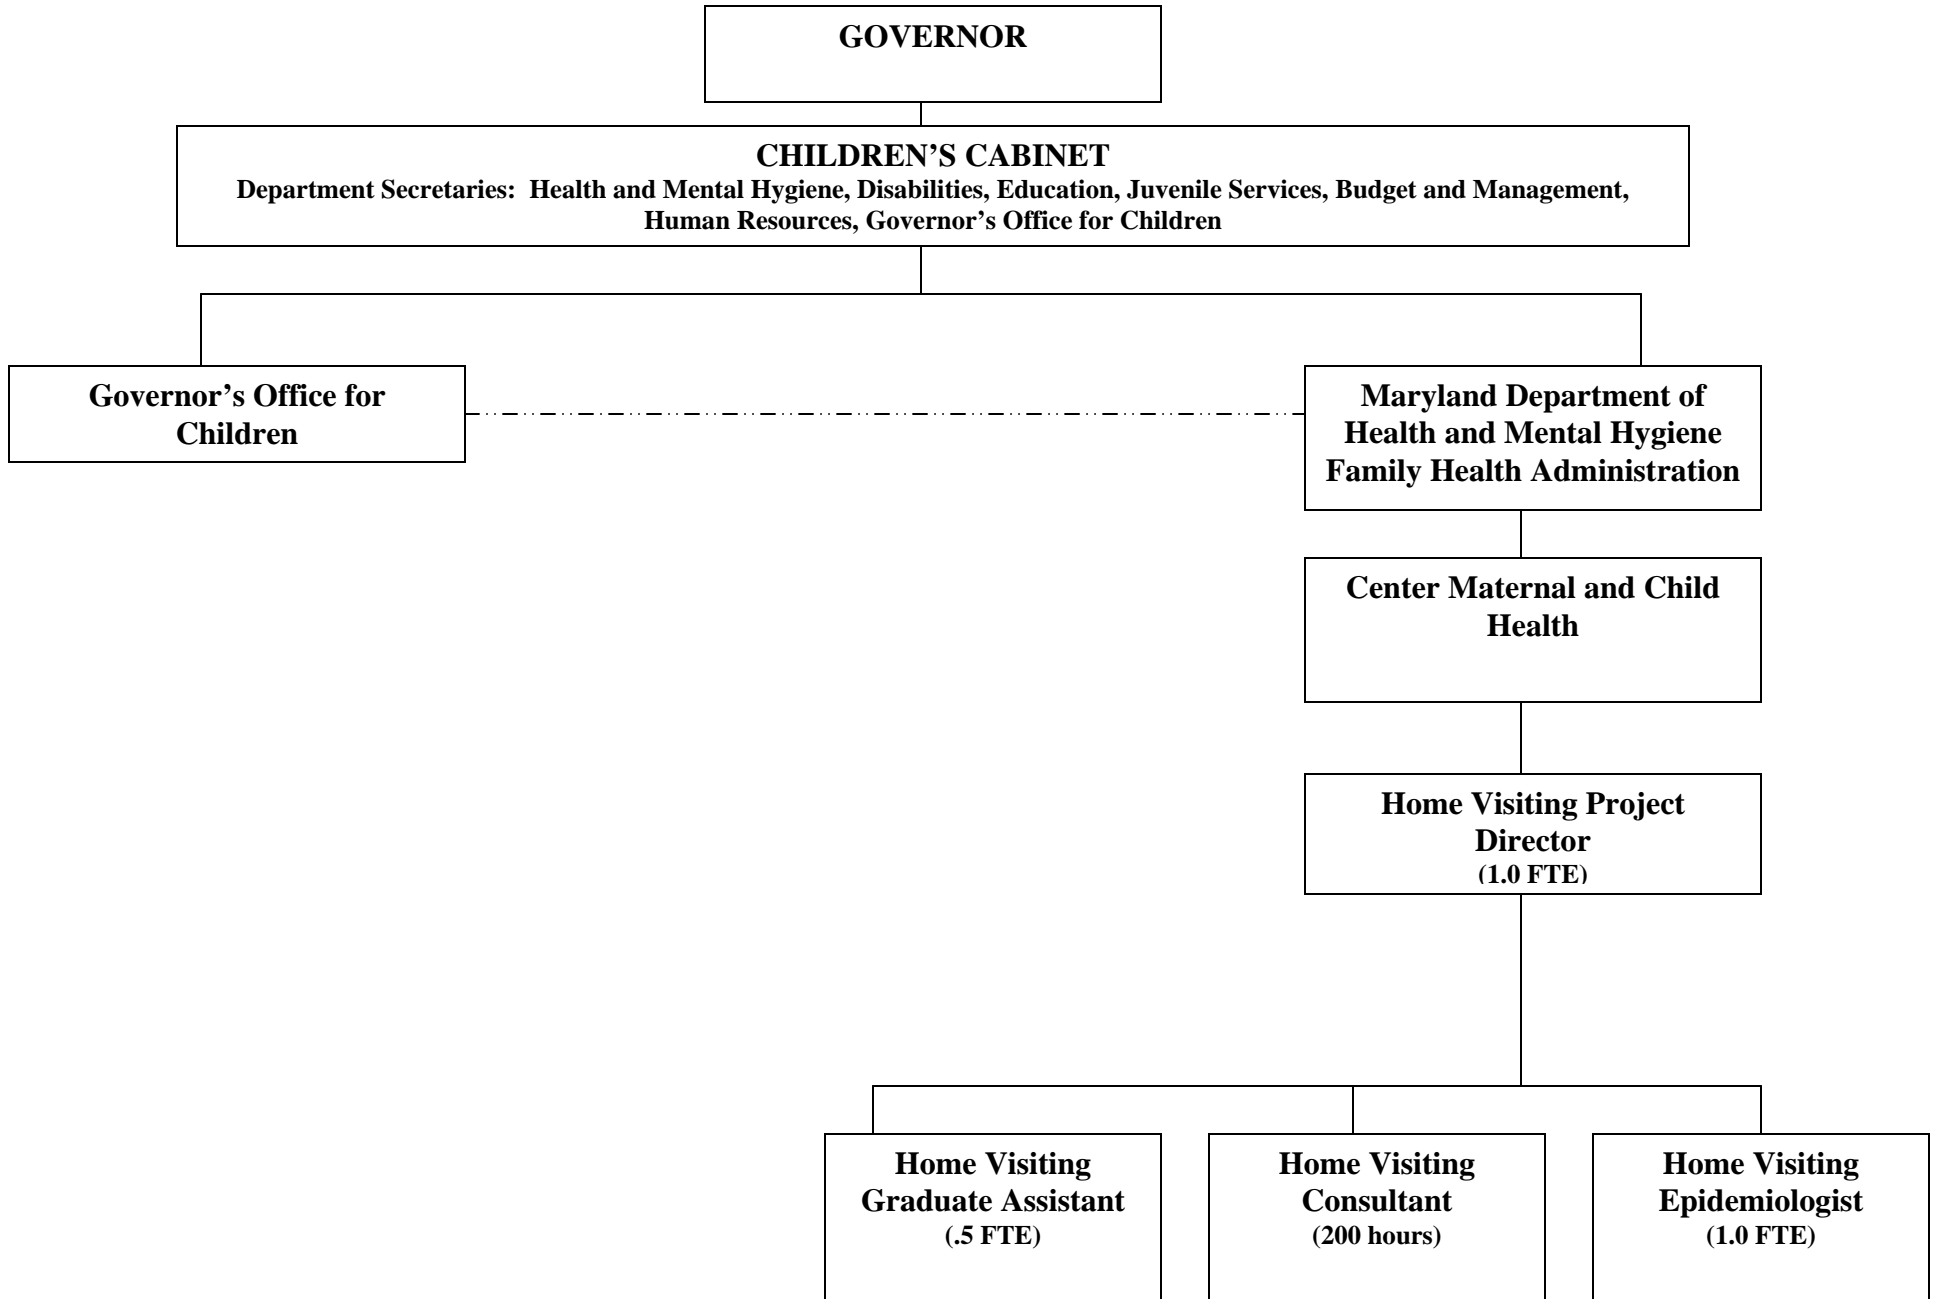 GOVERNOR
CHILDREN’S CABINET
Department Secretaries: Health and Mental Hygiene, Disabilities, Education, Juvenile Services, Budget and Management,
Human Resources, Governor’s Office for Children
Governor’s Office for
Children
Maryland Department of
Health and Mental Hygiene
Family Health Administration
Center Maternal and Child
Health
Home Visiting Project
Director
(1.0 FTE)
Home Visiting
Graduate Assistant
(.5 FTE)
Home Visiting
Consultant
(200 hours)
Home Visiting
Epidemiologist
(1.0 FTE)